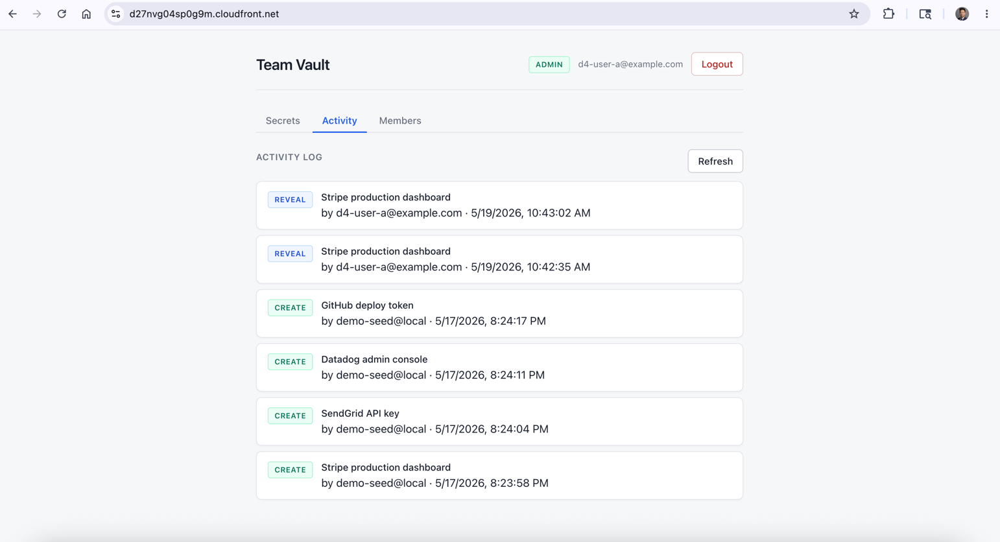 d27nvg04sp0g9m.cloudfront.net
Team Vault
ADMIN
d4-user-a@example.com
Logout
Secrets
Activity
Members
ACTIVITY LOG
Refresh
REVEAL
Stripe production dashboard
by d4-user-a@example.com · 5/19/2026, 10:43:02 AM
REVEAL
Stripe production dashboard
by d4-user-a@example.com · 5/19/2026, 10:42:35 AM
CREATE
GitHub deploy token
by demo-seed@local · 5/17/2026, 8:24:17 PM
CREATE
Datadog admin console
by demo-seed@local · 5/17/2026, 8:24:11 PM
CREATE
SendGrid API key
by demo-seed@local · 5/17/2026, 8:24:04 PM
CREATE
Stripe production dashboard
by demo-seed@local · 5/17/2026, 8:23:58 PM